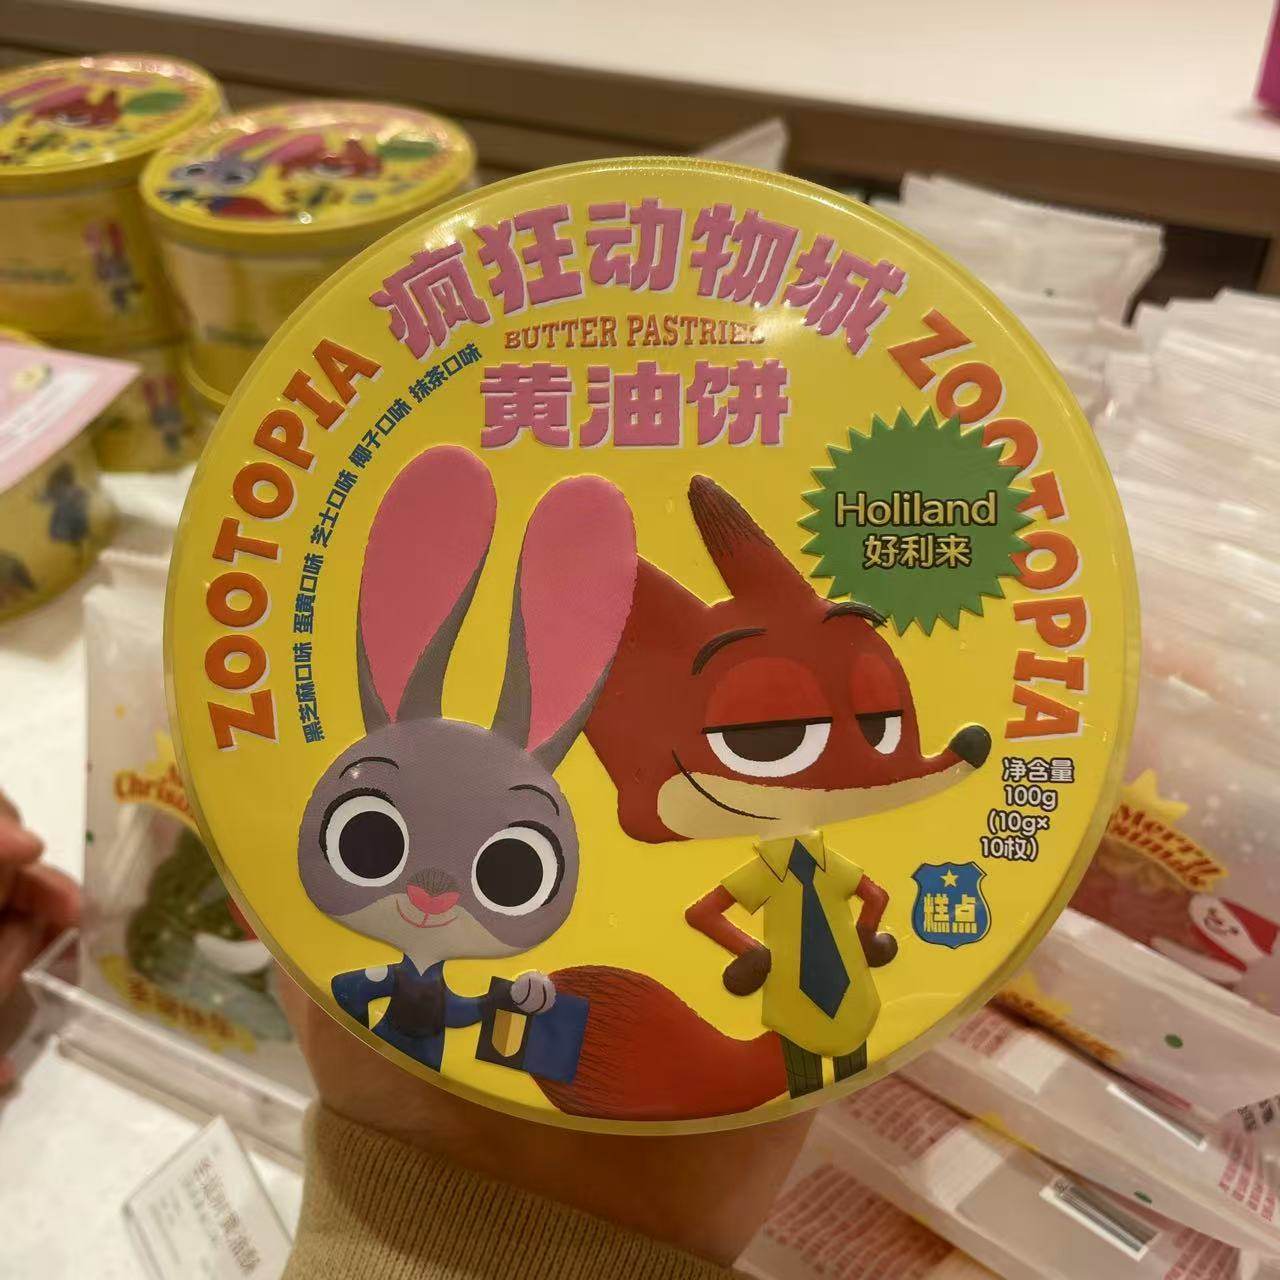 疯狂动物城
BUTTER PASTRIES
黄油饼
ZOOTOPIA
ZOOTOPIA
黑芝麻口味 蛋黄口味 芝士口味 椰子口味 抹茶口味
Holiland
好利来
净含量
100g
(10g×
10枚)
糕点
Merry